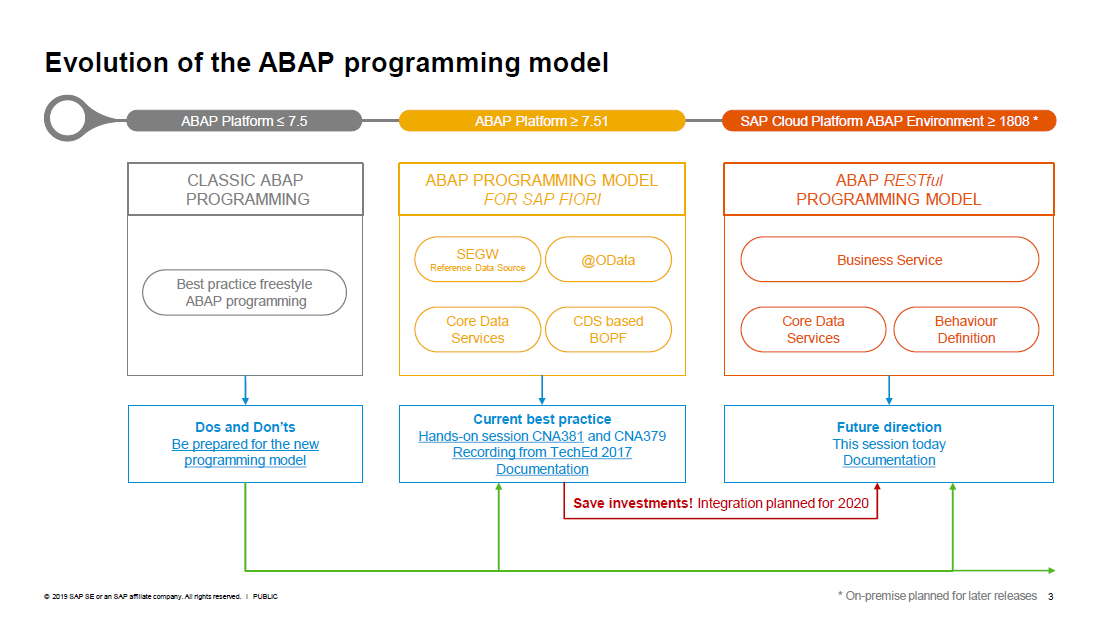 Evolution of the ABAP programming model
ABAP Platform ≤ 7.5
ABAP Platform ≥ 7.51
SAP Cloud Platform ABAP Environment ≥ 1808 *
CLASSIC ABAP
PROGRAMMING
Best practice freestyle
ABAP programming
ABAP PROGRAMMING MODEL
FOR SAP FIORI
SEGW
Reference Data Source
@OData
Core Data
Services
CDS based
BOPF
ABAP RESTful
PROGRAMMING MODEL
Business Service
Core Data
Services
Behaviour
Definition
Dos and Don'ts
Be prepared for the new
programming model
Current best practice
Hands-on session CNA381 and CNA379
Recording from TechEd 2017
Documentation
Future direction
This session today
Documentation
Save investments! Integration planned for 2020
© 2019 SAP SE or an SAP affiliate company. All rights reserved. ǀ PUBLIC
* On-premise planned for later releases
3